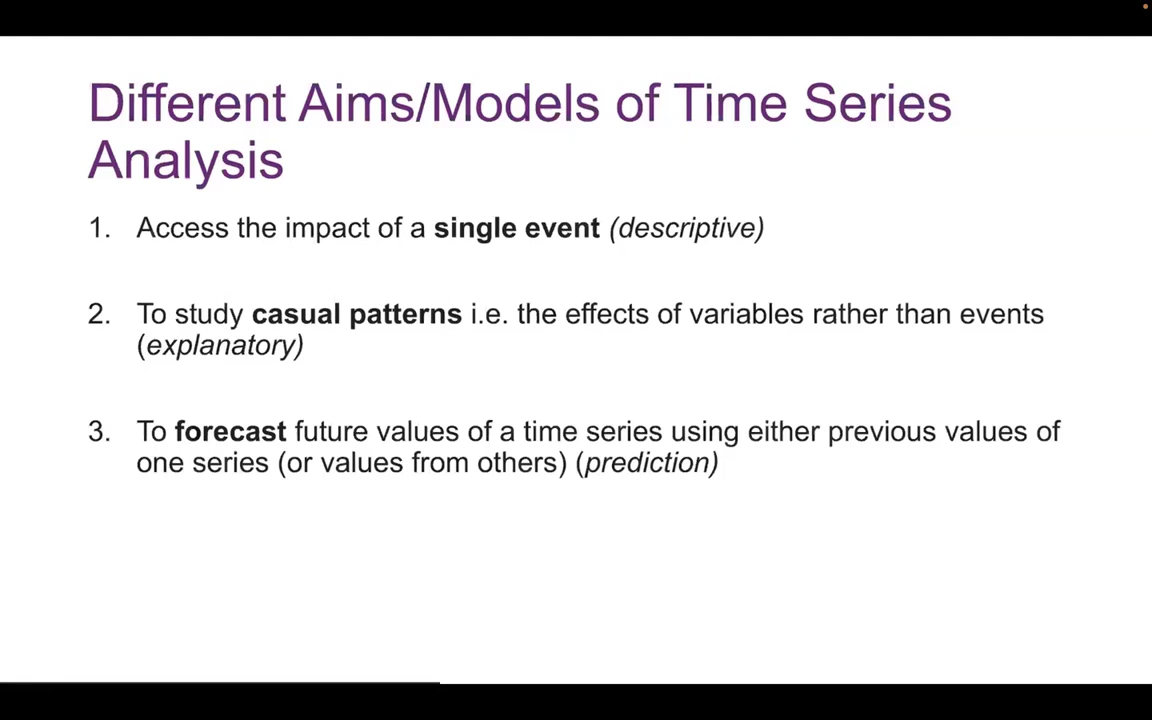 Different Aims/Models of Time Series
Analysis
1. Access the impact of a single event (descriptive)
2. To study casual patterns i.e. the effects of variables rather than events
(explanatory)
3. To forecast future values of a time series using either previous values of
one series (or values from others) (prediction)